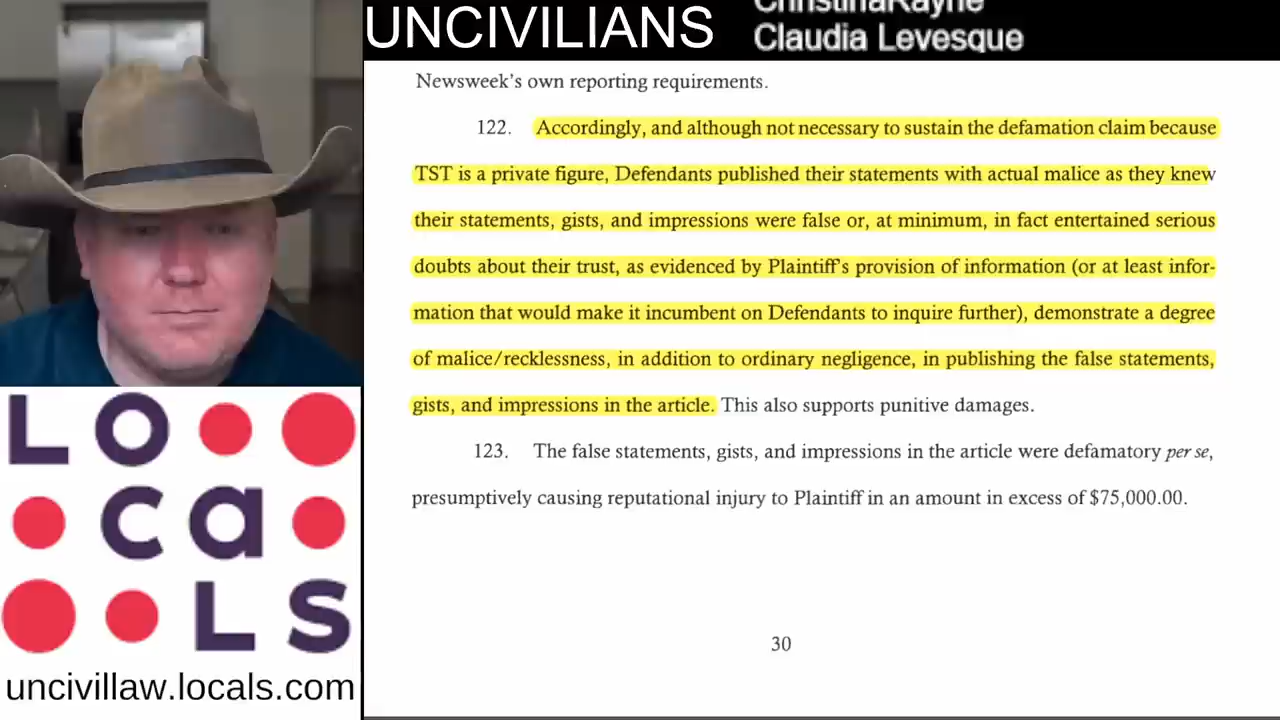 UNCIVILIANS
ChristinaRayne
Claudia Levesque
Newsweek's own reporting requirements.
122. Accordingly, and although not necessary to sustain the defamation claim because
TST is a private figure, Defendants published their statements with actual malice as they knew
their statements, gists, and impressions were false or, at minimum, in fact entertained serious
doubts about their trust, as evidenced by Plaintiff's provision of information (or at least infor-
mation that would make it incumbent on Defendants to inquire further), demonstrate a degree
of malice/recklessness, in addition to ordinary negligence, in publishing the false statements,
gists, and impressions in the article. This also supports punitive damages.
123. The false statements, gists, and impressions in the article were defamatory per se,
presumptively causing reputational injury to Plaintiff in an amount in excess of $75,000.00.
30
LO
ca
LS
uncivillaw.locals.com